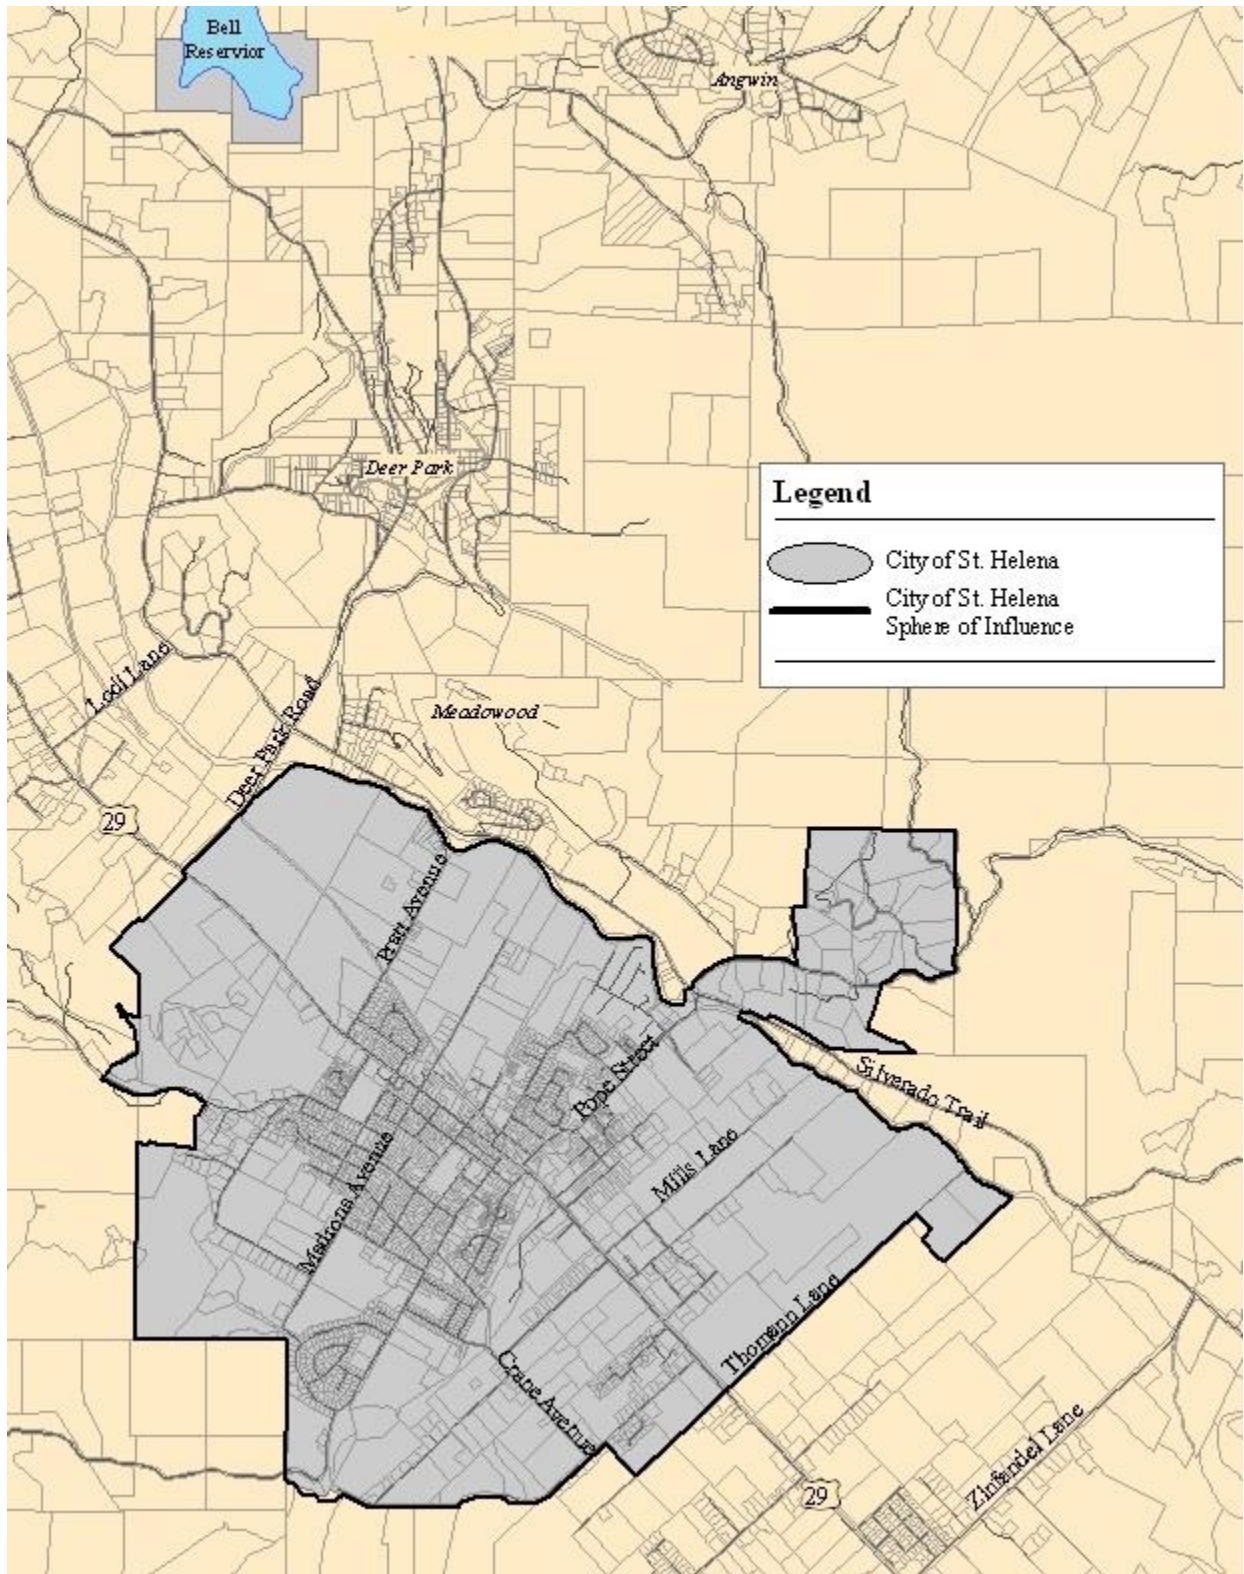 Bell
Reservior
Angwin
Deer Park
Legend
City of St. Helena
City of St. Helena
Sphere of Influence
Lodi Lane
Deer Park Road
Meadowood
29
Pratt Avenue
Pope Street
Silverado Trail
Madrona Avenue
Mills Lane
Thomann Lane
Crane Avenue
Zinfandel Lane
29